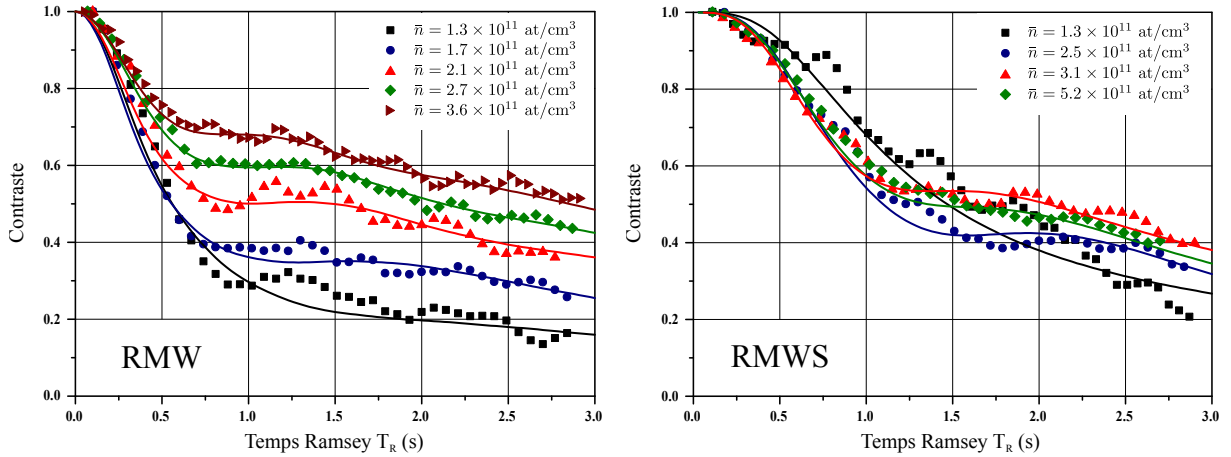 1.0
0.8
0.6
0.4
0.2
0.0
Contraste
n̄ = 1.3 × 10¹¹ at/cm³
n̄ = 1.7 × 10¹¹ at/cm³
n̄ = 2.1 × 10¹¹ at/cm³
n̄ = 2.7 × 10¹¹ at/cm³
n̄ = 3.6 × 10¹¹ at/cm³
RMW
0.0 0.5 1.0 1.5 2.0 2.5 3.0
Temps Ramsey T_R (s)
1.0
0.8
0.6
0.4
0.2
0.0
Contraste
n̄ = 1.3 × 10¹¹ at/cm³
n̄ = 2.5 × 10¹¹ at/cm³
n̄ = 3.1 × 10¹¹ at/cm³
n̄ = 5.2 × 10¹¹ at/cm³
RMWS
0.0 0.5 1.0 1.5 2.0 2.5 3.0
Temps Ramsey T_R (s)